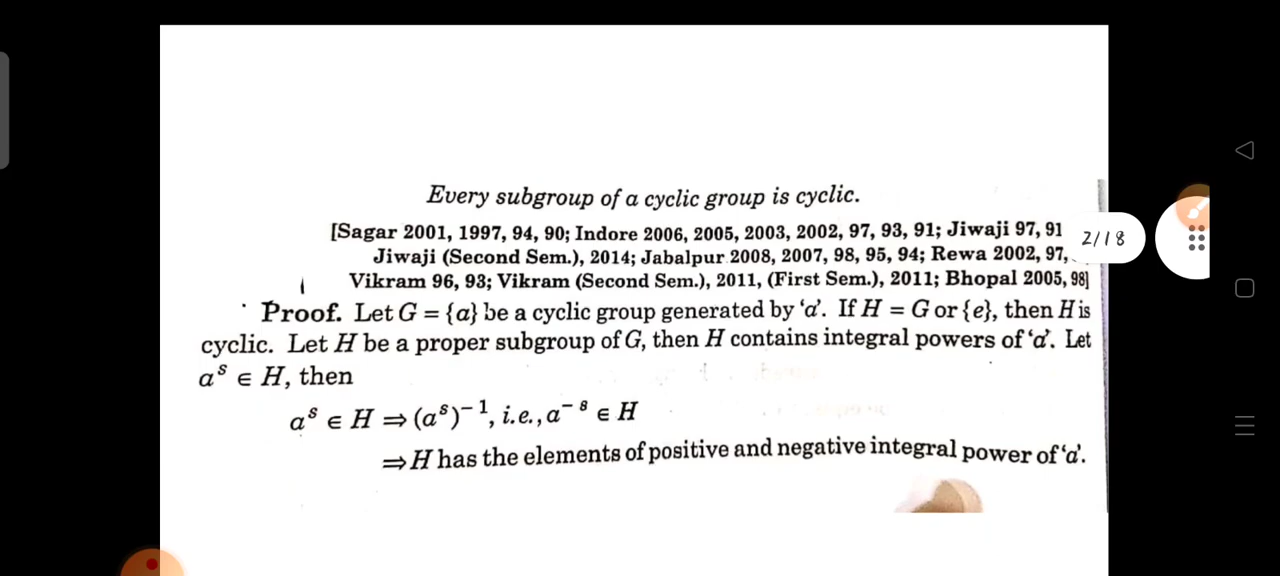 Every subgroup of a cyclic group is cyclic.
[Sagar 2001, 1997, 94, 90; Indore 2006, 2005, 2003, 2002, 97, 93, 91; Jiwaji 97, 91
2/18
Jiwaji (Second Sem.), 2014; Jabalpur 2008, 2007, 98, 95, 94; Rewa 2002, 97,
Vikram 96, 93; Vikram (Second Sem.), 2011, (First Sem.), 2011; Bhopal 2005, 98]
Proof. Let G = {a} be a cyclic group generated by ‘a’. If H = G or {e}, then H is
cyclic. Let H be a proper subgroup of G, then H contains integral powers of ‘a’. Let
aˢ ∈ H, then
aˢ ∈ H ⇒ (aˢ)⁻¹, i.e., a⁻ˢ ∈ H
⇒ H has the elements of positive and negative integral power of ‘a’.